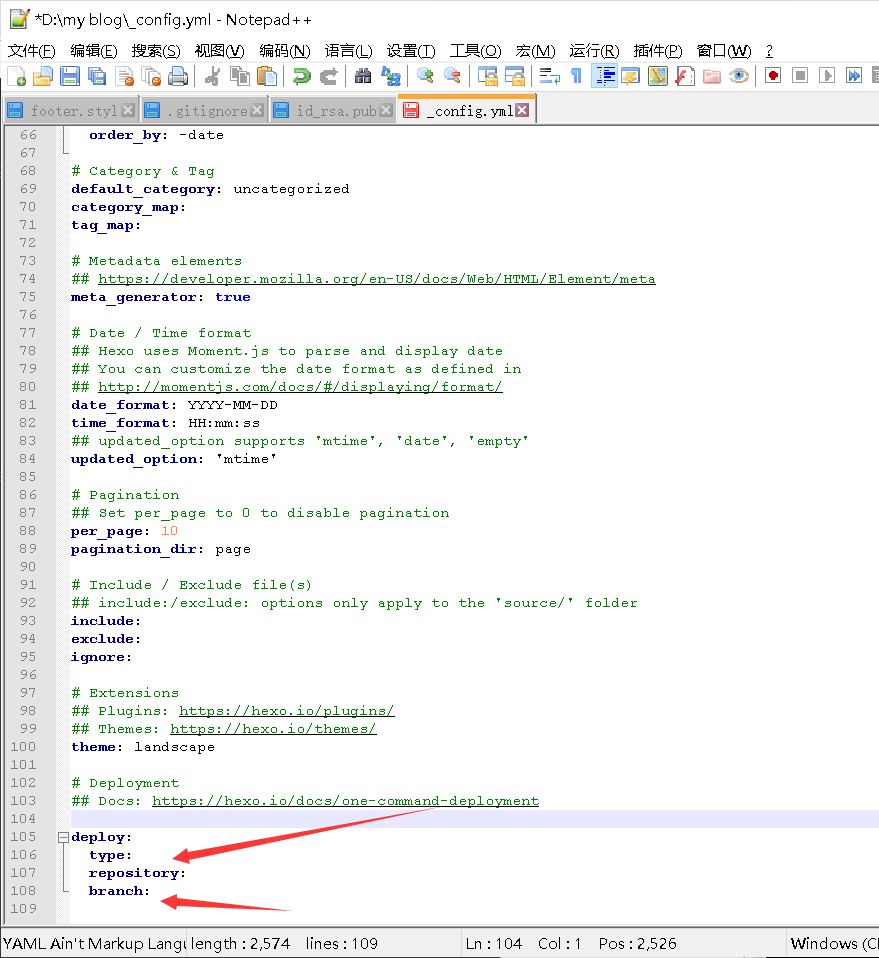 *D:\my blog\_config.yml - Notepad++
文件(F) 编辑(E) 搜索(S) 视图(V) 编码(N) 语言(L) 设置(T) 工具(O) 宏(M) 运行(R) 插件(P) 窗口(W) ?
footer.styl .gitignore id_rsa.pub _config.yml
66 order_by: -date
67
68 # Category & Tag
69 default_category: uncategorized
70 category_map:
71 tag_map:
72
73 # Metadata elements
74 ## https://developer.mozilla.org/en-US/docs/Web/HTML/Element/meta
75 meta_generator: true
76
77 # Date / Time format
78 ## Hexo uses Moment.js to parse and display date
79 ## You can customize the date format as defined in
80 ## http://momentjs.com/docs/#/displaying/format/
81 date_format: YYYY-MM-DD
82 time_format: HH:mm:ss
83 ## updated_option supports 'mtime', 'date', 'empty'
84 updated_option: 'mtime'
85
86 # Pagination
87 ## Set per_page to 0 to disable pagination
88 per_page: 10
89 pagination_dir: page
90
91 # Include / Exclude file(s)
92 ## include:/exclude: options only apply to the 'source/' folder
93 include:
94 exclude:
95 ignore:
96
97 # Extensions
98 ## Plugins: https://hexo.io/plugins/
99 ## Themes: https://hexo.io/themes/
100 theme: landscape
101
102 # Deployment
103 ## Docs: https://hexo.io/docs/one-command-deployment
104
105 deploy:
106 type:
107 repository:
108 branch:
109
YAML Ain't Markup Langu length : 2,574 lines : 109 Ln : 104 Col : 1 Pos : 2,526 Windows (C